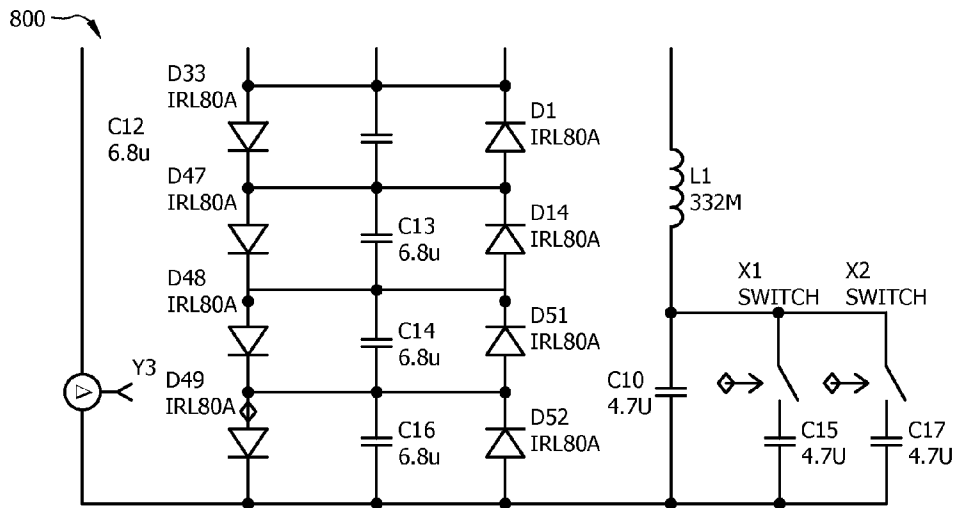 800
D33
IRL80A
C12
6.8u
D1
IRL80A
D47
IRL80A
L1
332M
C13
6.8u
D14
IRL80A
D48
IRL80A
X1
SWITCH
X2
SWITCH
C14
6.8u
D51
IRL80A
Y3
D49
IRL80A
C10
4.7U
C16
6.8u
D52
IRL80A
C15
4.7U
C17
4.7U